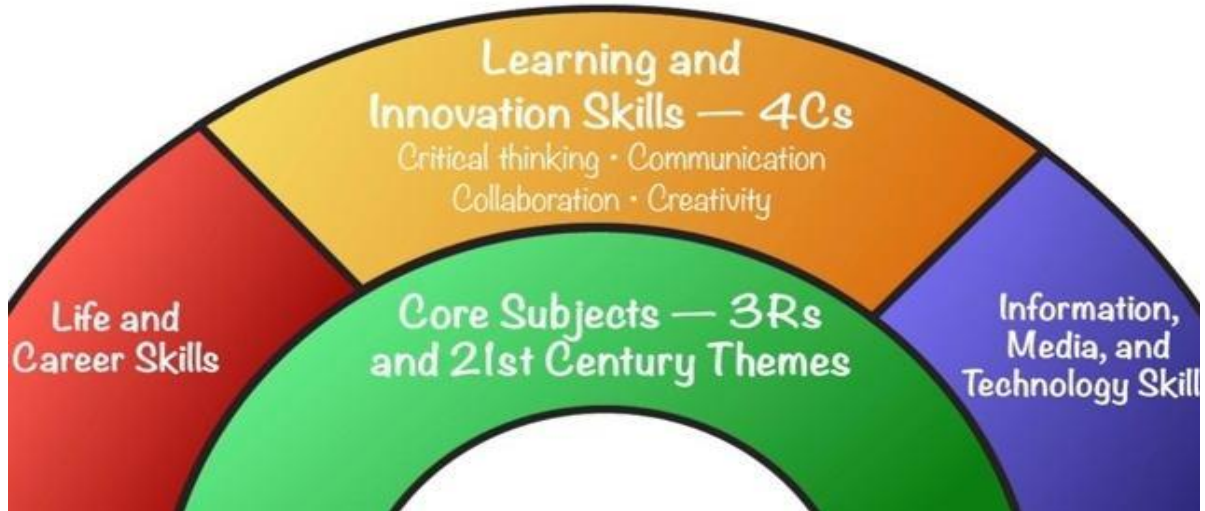 Learning and
Innovation Skills — 4Cs
Critical thinking • Communication
Collaboration • Creativity
Life and
Career Skills
Core Subjects — 3Rs
and 21st Century Themes
Information,
Media, and
Technology Skill